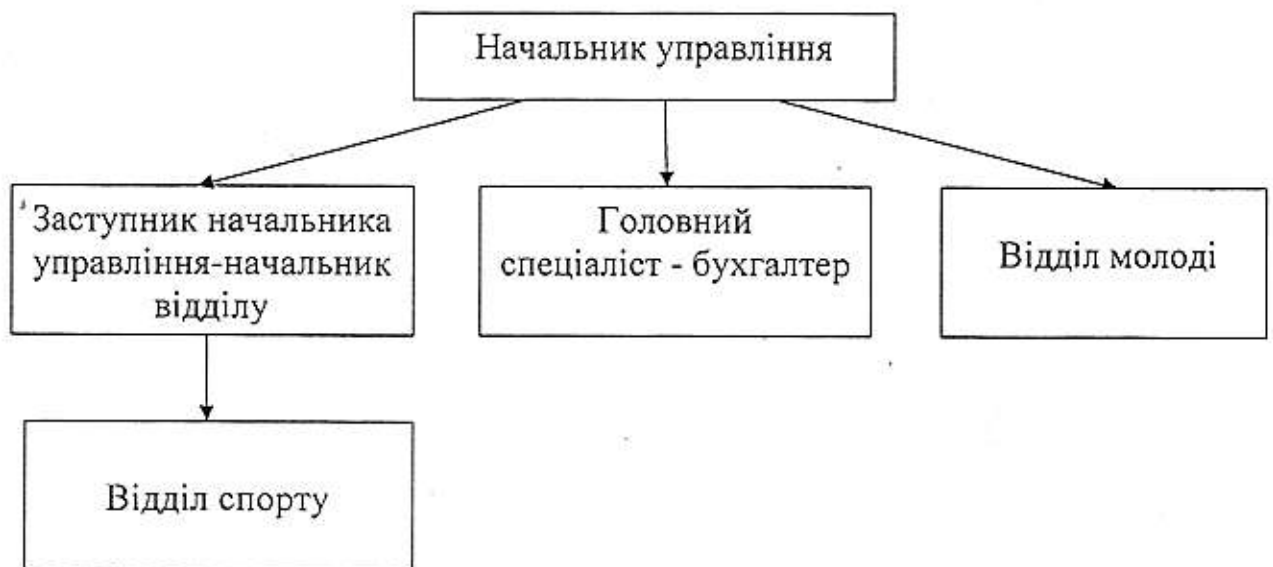 Начальник управління
Заступник начальника
управління-начальник
відділу
Головний
спеціаліст - бухгалтер
Відділ молоді
Відділ спорту